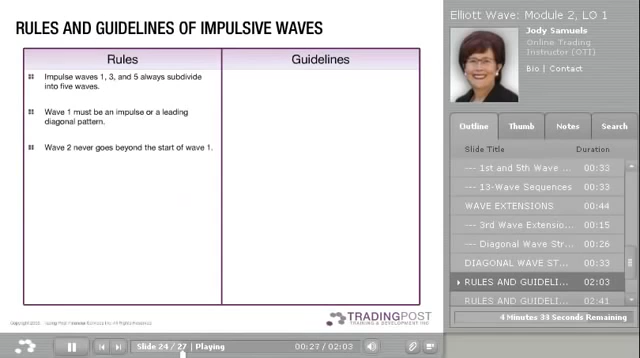 RULES AND GUIDELINES OF IMPULSIVE WAVES
Rules
Impulse waves 1, 3, and 5 always subdivide
into five waves.
Wave 1 must be an impulse or a leading
diagonal pattern.
Wave 2 never goes beyond the start of wave 1.
Guidelines
TRADINGPOST
TRAINING & DEVELOPMENT INC
Slide 24 / 27 | Playing
00:27 / 02:03
Elliott Wave: Module 2, LO 1
Jody Samuels
Online Trading
Instructor (OTI)
Bio | Contact
Outline Thumb Notes Search
Slide Title Duration
--- 1st and 5th Wave ... 00:33
--- 13-Wave Sequences 00:33
WAVE EXTENSIONS 00:44
--- 3rd Wave Extensio... 00:15
--- Diagonal Wave Str... 00:26
DIAGONAL WAVE ST... 00:33
RULES AND GUIDELI... 02:03
RULES AND GUIDELI... 02:41
4 Minutes 33 Seconds Remaining